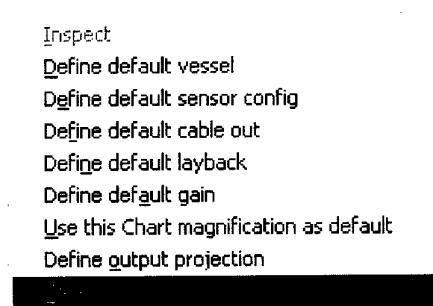 Inspect
Define default vessel
Define default sensor config
Define default cable out
Define default layback
Define default gain
Use this Chart magnification as default
Define output projection